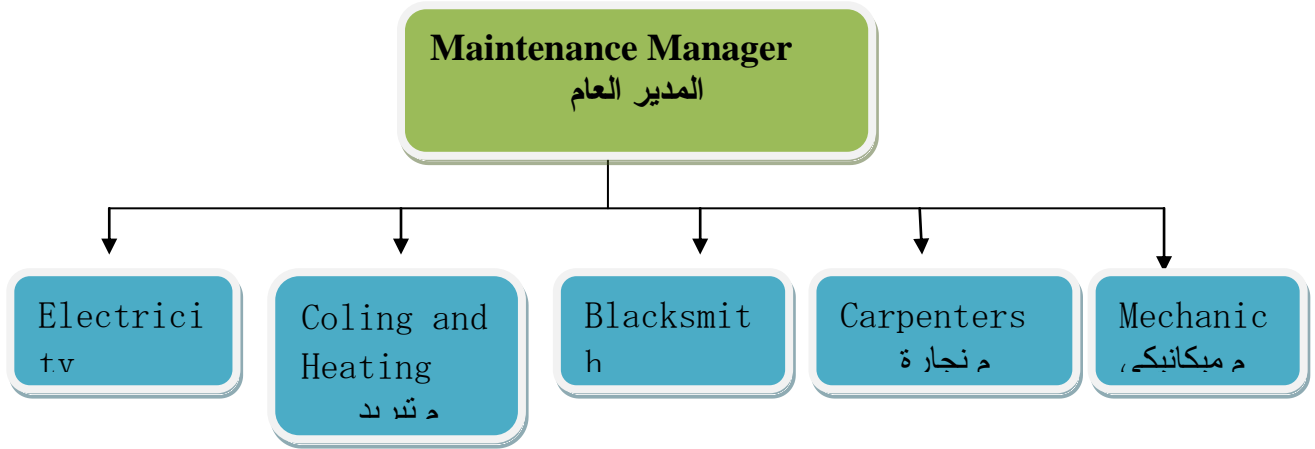 Maintenance Manager
المدير العام
Electrici
ty
Coling and
Heating
م تبريد
Blacksmit
h
Carpenters
م نجارة
Mechanic
م ميكانيكي